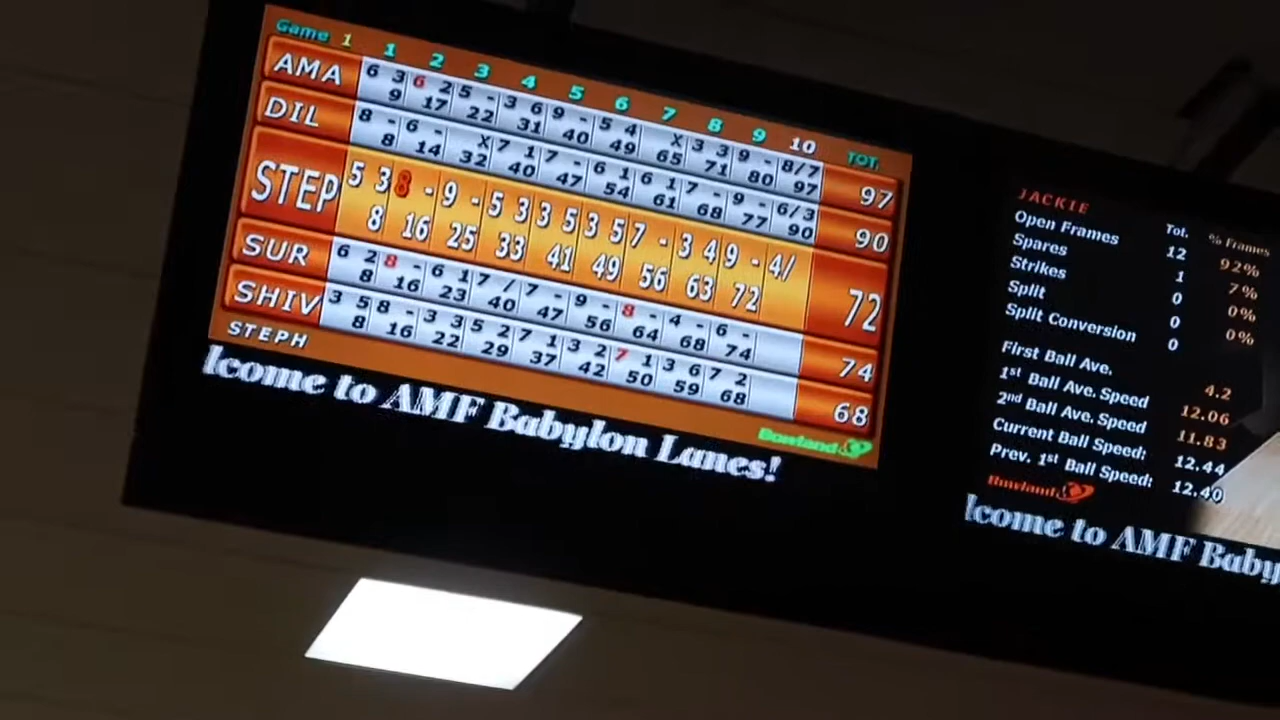 Game 1 1 2 3 4 5 6 7 8 9 10 TOT.
AMA 6 3 6 2 5 - 3 6 9 - 5 4 X 3 3 9 - 8/7
9 17 22 31 40 49 65 71 80 97 97
DIL 8 - 6 - X 7 1 7 - 6 1 6 1 7 - 9 - 6/3
8 14 32 40 47 54 61 68 77 90 90
STEP 5 3 8 - 9 - 5 3 3 5 3 5 7 - 3 4 9 - 4/
8 16 25 33 41 49 56 63 72 72
SUR 6 2 8 - 6 1 7 / 7 - 9 - 8 - 4 - 6 -
8 16 23 40 47 56 64 68 74 74
SHIV 3 5 8 - 3 3 5 2 7 1 3 2 7 1 3 6 7 2
8 16 22 29 37 42 50 59 68 68
STEPH
Bowland
lcome to AMF Babylon Lanes!
JACKIE
Tot. % Frames
Open Frames 12 92%
Spares 1 7%
Strikes 0 0%
Split 0 0%
Split Conversion 0
First Ball Ave. 4.2
1st Ball Ave. Speed 12.06
2nd Ball Ave. Speed 11.83
Current Ball Speed: 12.44
Prev. 1st Ball Speed: 12.40
Bowland
lcome to AMF Baby